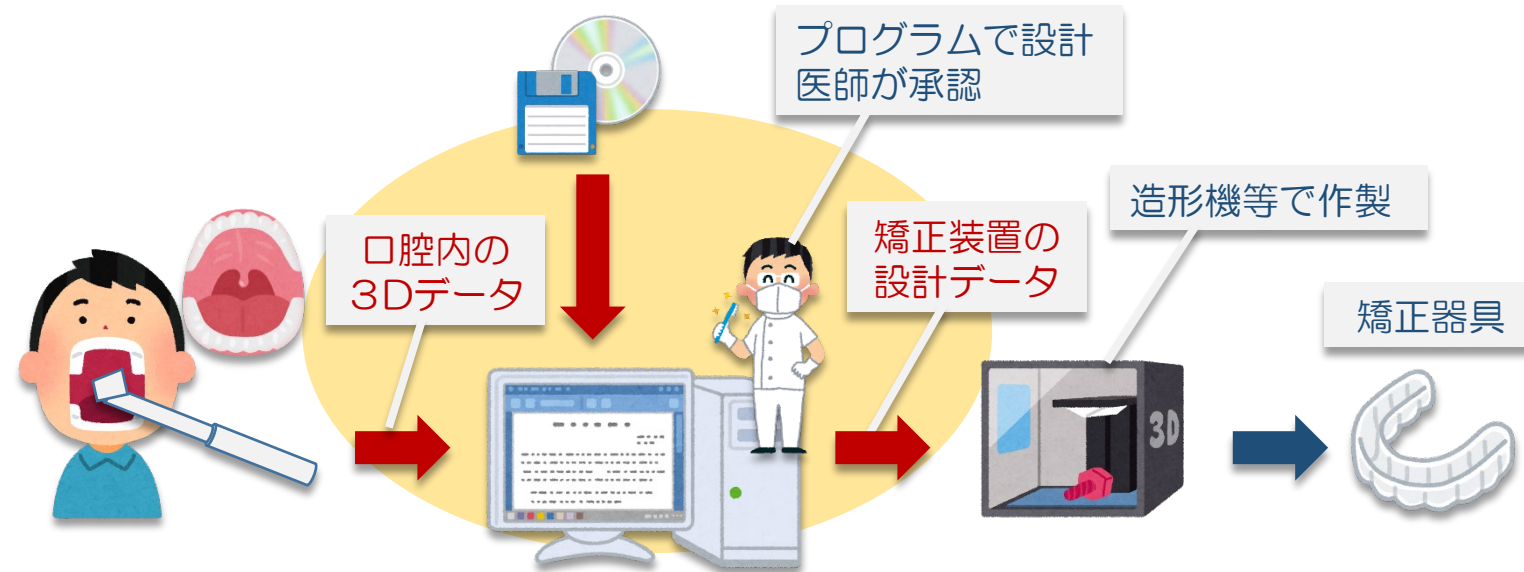 プログラムで設計
医師が承認
造形機等で作製
口腔内の
3Dデータ
矯正装置の
設計データ
矯正器具
3D